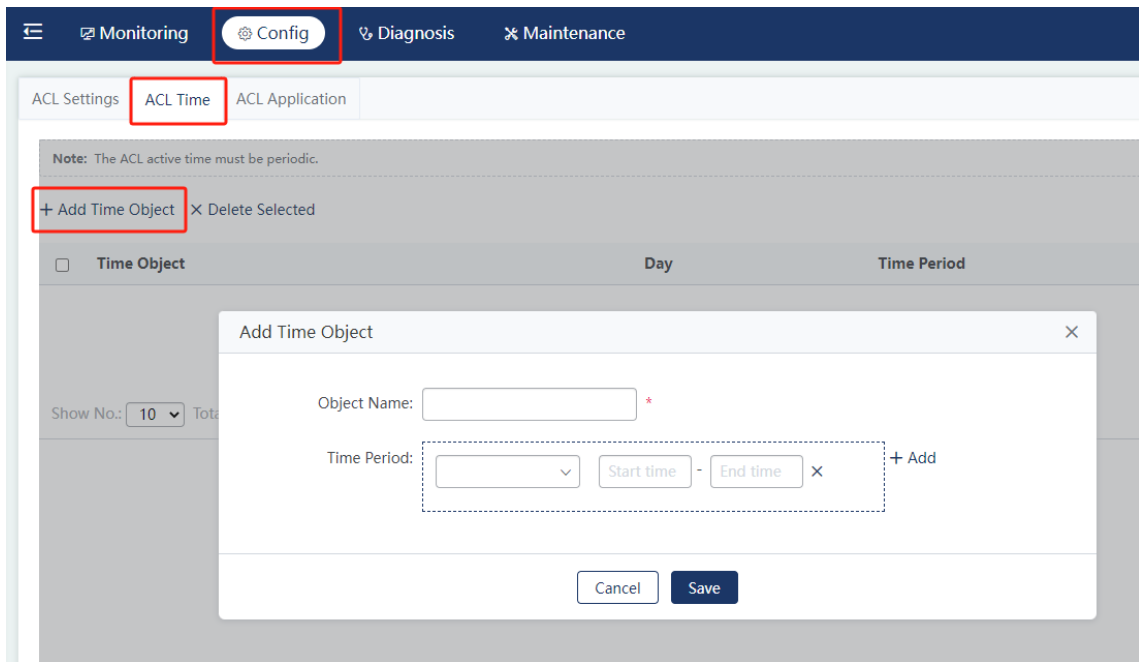 Monitoring Config Diagnosis Maintenance
ACL Settings ACL Time ACL Application
Note: The ACL active time must be periodic.
+ Add Time Object × Delete Selected
Time Object Day Time Period
Add Time Object ×
Object Name: *
Show No.: 10 Tota
Time Period: Start time - End time × + Add
Cancel Save